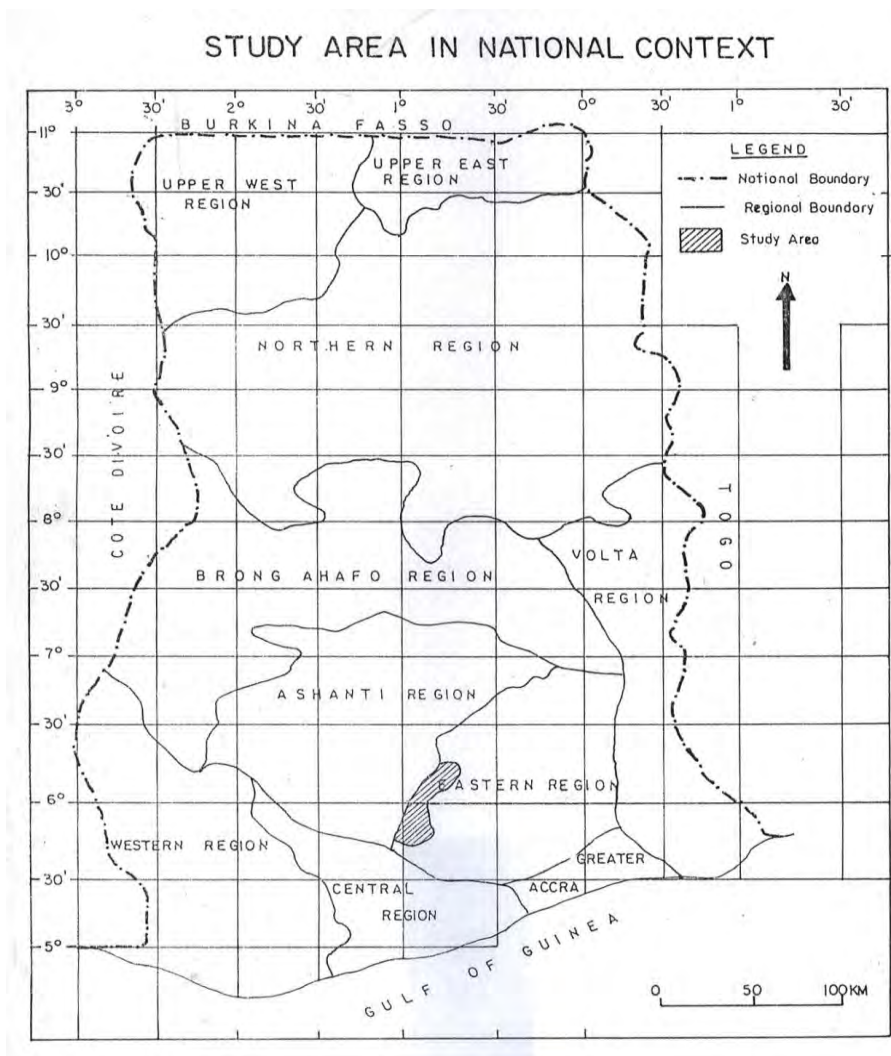 STUDY AREA IN NATIONAL CONTEXT
3° 30' 2° 30' 1° 30' 0° 30' 1° 30'
BURKINA FASSO
11°
LEGEND
National Boundary
Regional Boundary
Study Area
N
UPPER WEST
REGION
UPPER EAST
REGION
30'
10°
30'
NORTHERN REGION
9°
COTE DIVOIRE
30'
8°
TOGO
VOLTA
REGION
BRONG AHAFO REGION
30'
7°
ASHANTI REGION
30'
EASTERN REGION
6°
WESTERN REGION
GREATER
ACCRA
30'
CENTRAL
REGION
5°
GULF OF GUINEA
0 50 100KM